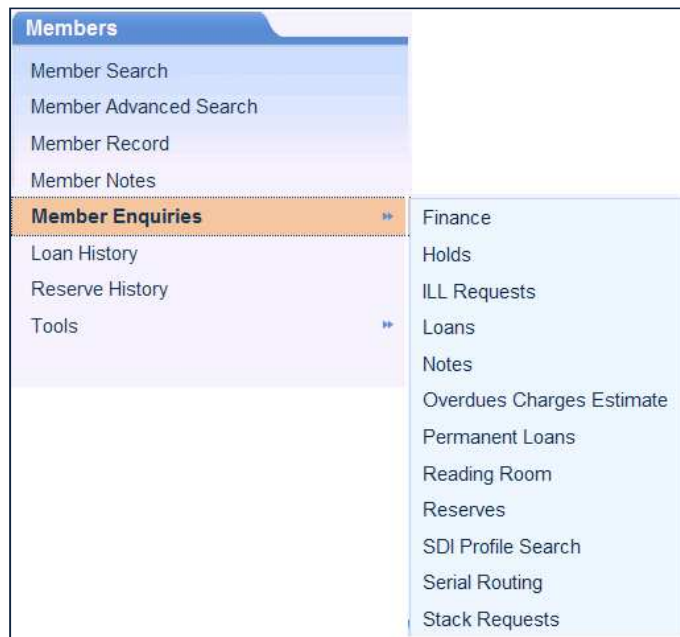 Members
Member Search
Member Advanced Search
Member Record
Member Notes
Member Enquiries
Loan History
Reserve History
Tools
Finance
Holds
ILL Requests
Loans
Notes
Overdues Charges Estimate
Permanent Loans
Reading Room
Reserves
SDI Profile Search
Serial Routing
Stack Requests